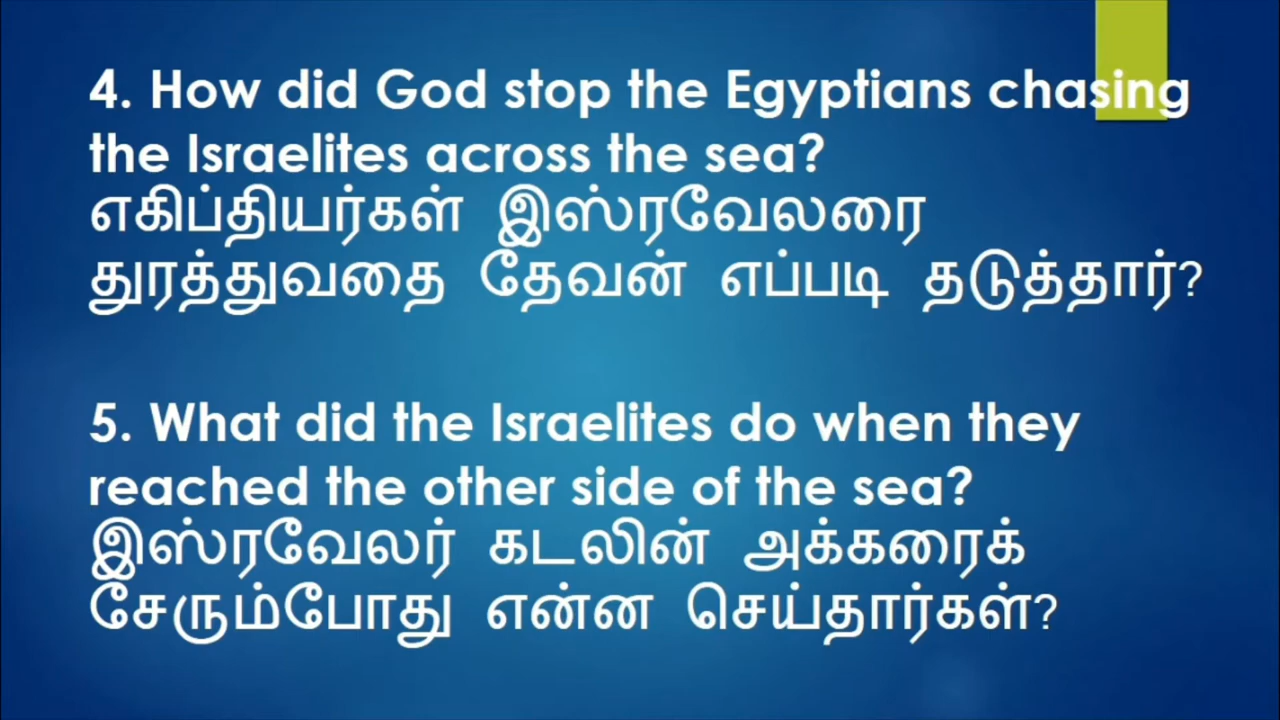 4. How did God stop the Egyptians chasing
the Israelites across the sea?
எகிப்தியர்கள் இஸ்ரவேலரை
துரத்துவதை தேவன் எப்படி தடுத்தார்?
5. What did the Israelites do when they
reached the other side of the sea?
இஸ்ரவேலர் கடலின் அக்கரைக்
சேரும்போது என்ன செய்தார்கள்?